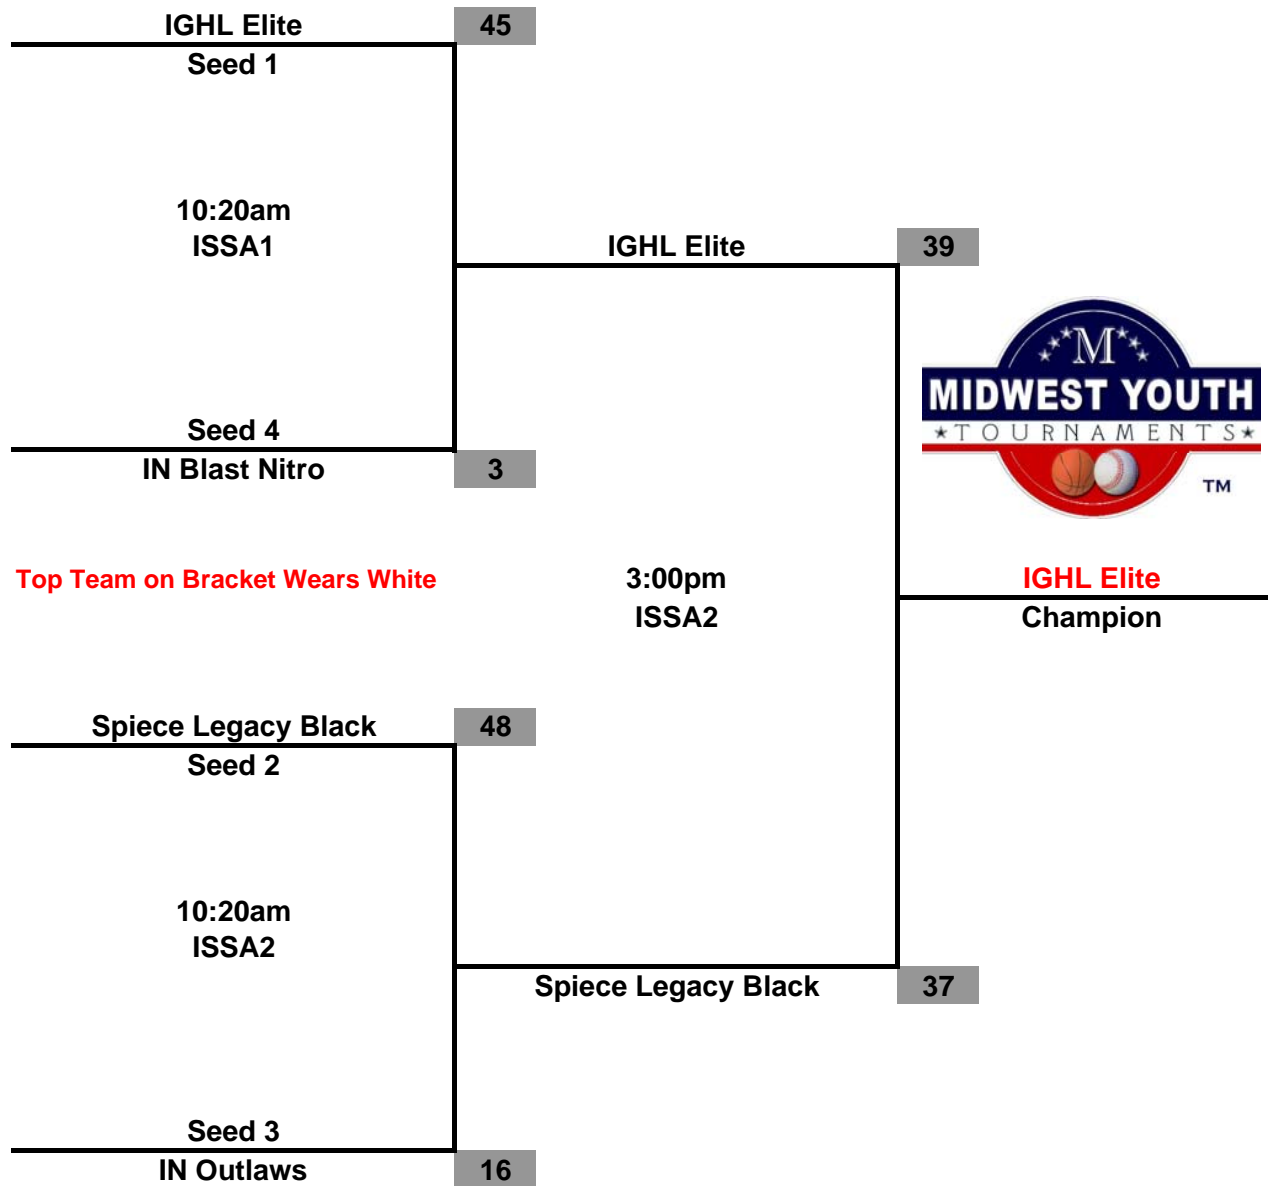 IGHL Elite 45
Seed 1
10:20am
ISSA1
IGHL Elite 39
M
MIDWEST YOUTH
TOURNAMENTS
TM
Seed 4
IN Blast Nitro 3
Top Team on Bracket Wears White
3:00pm
ISSA2
IGHL Elite
Champion
Spiece Legacy Black 48
Seed 2
10:20am
ISSA2
Spiece Legacy Black 37
Seed 3
IN Outlaws 16